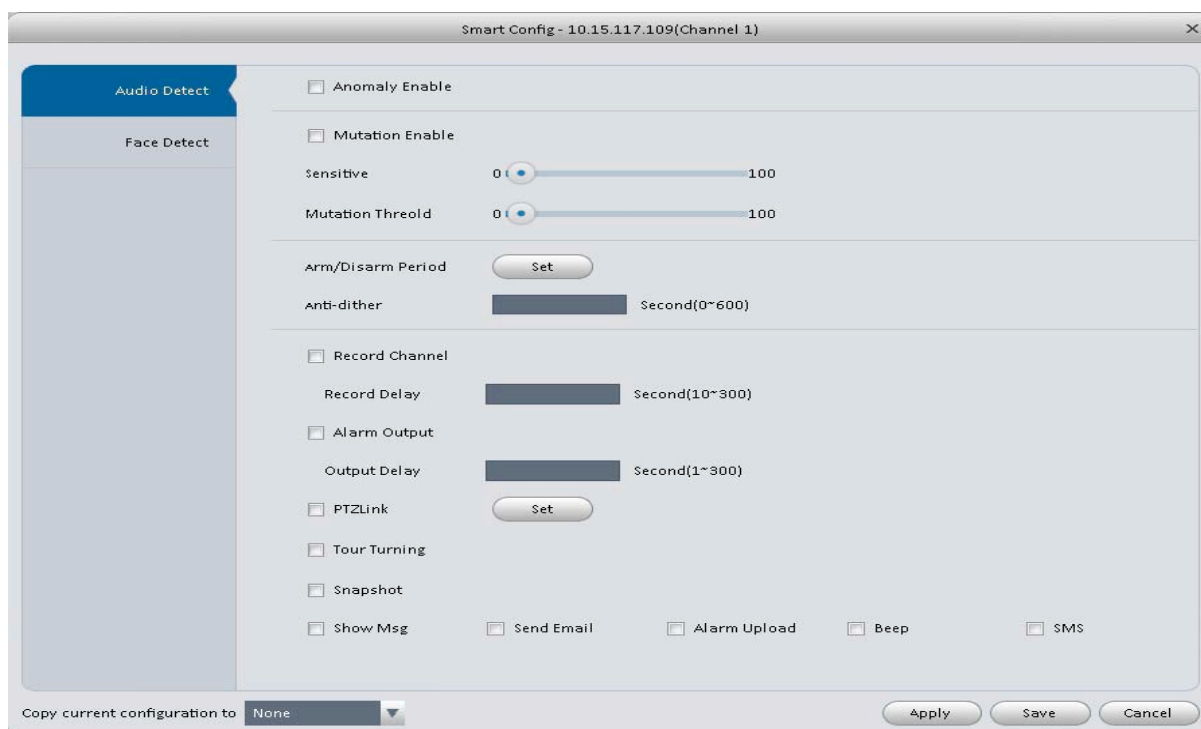 Smart Config - 10.15.117.109(Channel 1)
Audio Detect
Face Detect
Anomaly Enable
Mutation Enable
Sensitive 0 100
Mutation Threold 0 100
Arm/Disarm Period Set
Anti-dither Second(0~600)
Record Channel
Record Delay Second(10~300)
Alarm Output
Output Delay Second(1~300)
PTZLink Set
Tour Turning
Snapshot
Show Msg Send Email Alarm Upload Beep SMS
Copy current configuration to None Apply Save Cancel